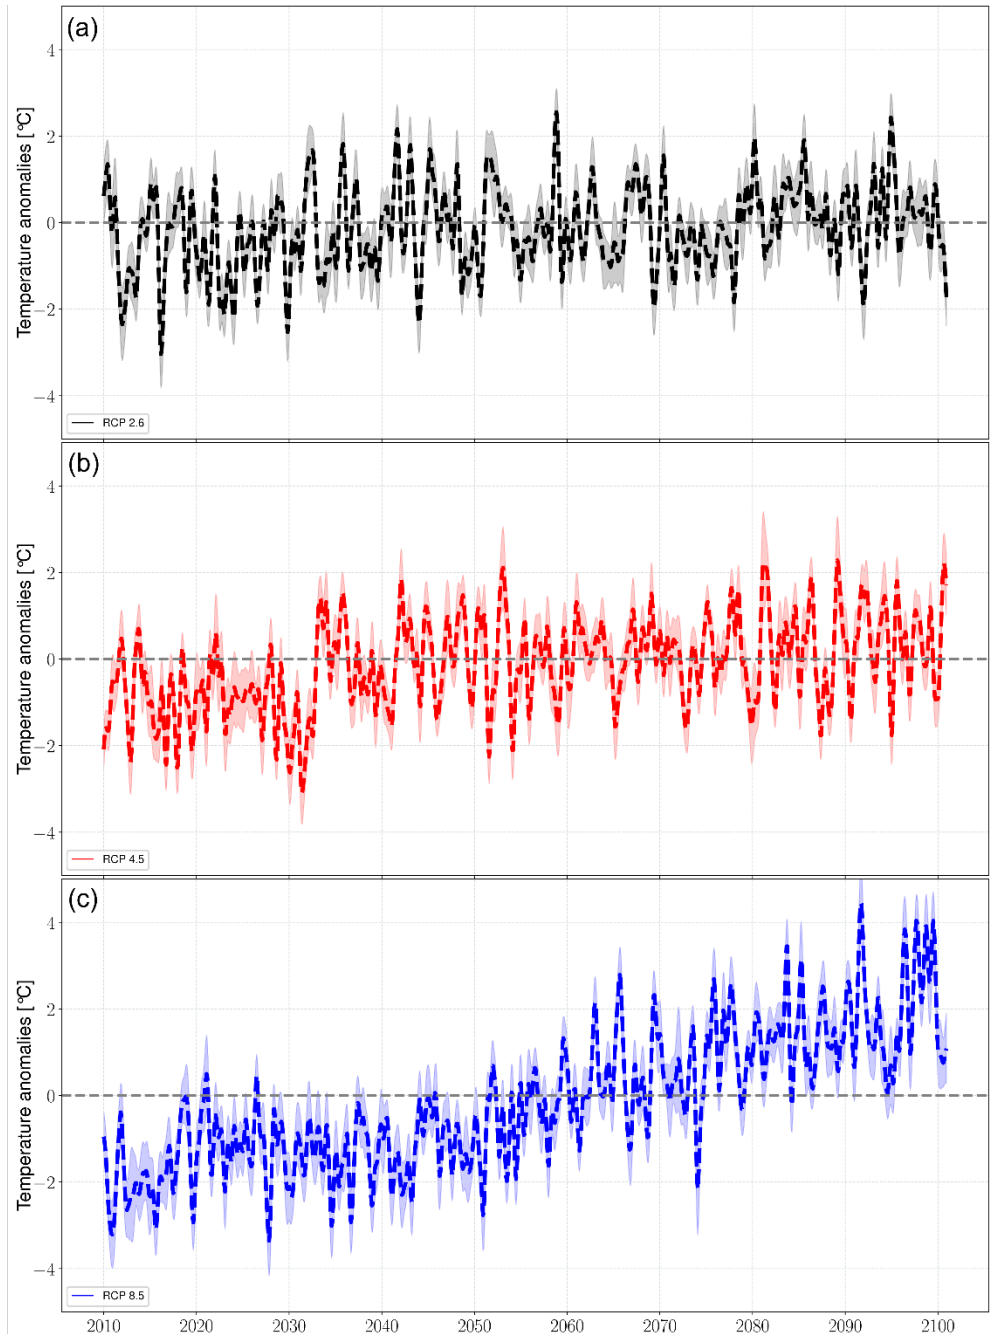 (a)
4
2
0
−2
−4
Temperature anomalies [°C]
RCP 2.6
(b)
4
2
0
−2
−4
Temperature anomalies [°C]
RCP 4.5
(c)
4
2
0
−2
−4
Temperature anomalies [°C]
RCP 8.5
2010 2020 2030 2040 2050 2060 2070 2080 2090 2100